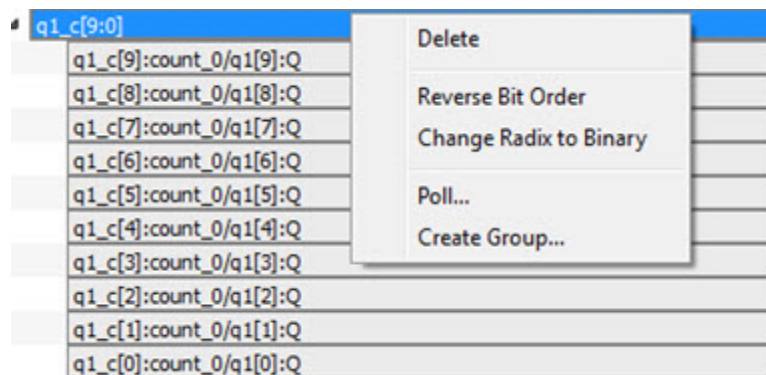 q1_c[9:0]
q1_c[9]:count_0/q1[9]:Q
q1_c[8]:count_0/q1[8]:Q
q1_c[7]:count_0/q1[7]:Q
q1_c[6]:count_0/q1[6]:Q
q1_c[5]:count_0/q1[5]:Q
q1_c[4]:count_0/q1[4]:Q
q1_c[3]:count_0/q1[3]:Q
q1_c[2]:count_0/q1[2]:Q
q1_c[1]:count_0/q1[1]:Q
q1_c[0]:count_0/q1[0]:Q
Delete
Reverse Bit Order
Change Radix to Binary
Poll...
Create Group...